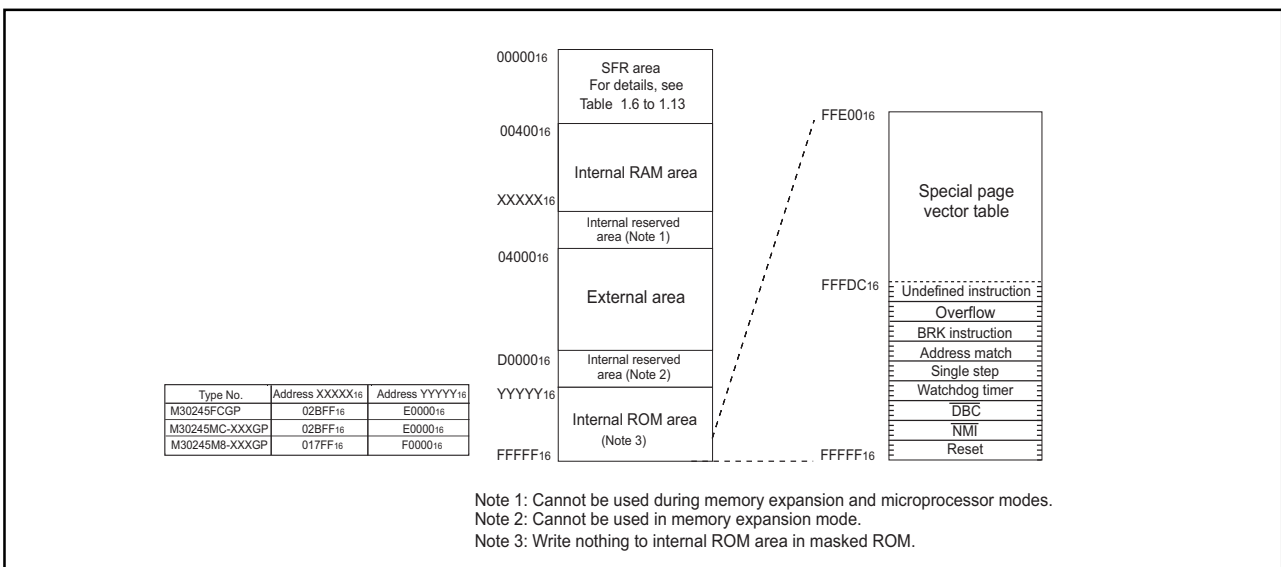 00000₁₆
SFR area
For details, see
Table 1.6 to 1.13
00400₁₆
Internal RAM area
XXXXX₁₆
Internal reserved
area (Note 1)
04000₁₆
External area
D0000₁₆
Internal reserved
area (Note 2)
YYYYY₁₆
Internal ROM area
(Note 3)
FFFFF₁₆
FFE00₁₆
Special page
vector table
FFFDC₁₆
Undefined instruction
Overflow
BRK instruction
Address match
Single step
Watchdog timer
DBC
NMI
Reset
FFFFF₁₆
Type No. Address XXXXX₁₆ Address YYYYY₁₆
M30245FCGP 02BFF₁₆ E0000₁₆
M30245MC-XXXGP 02BFF₁₆ E0000₁₆
M30245M8-XXXGP 017FF₁₆ F0000₁₆
Note 1: Cannot be used during memory expansion and microprocessor modes.
Note 2: Cannot be used in memory expansion mode.
Note 3: Write nothing to internal ROM area in masked ROM.